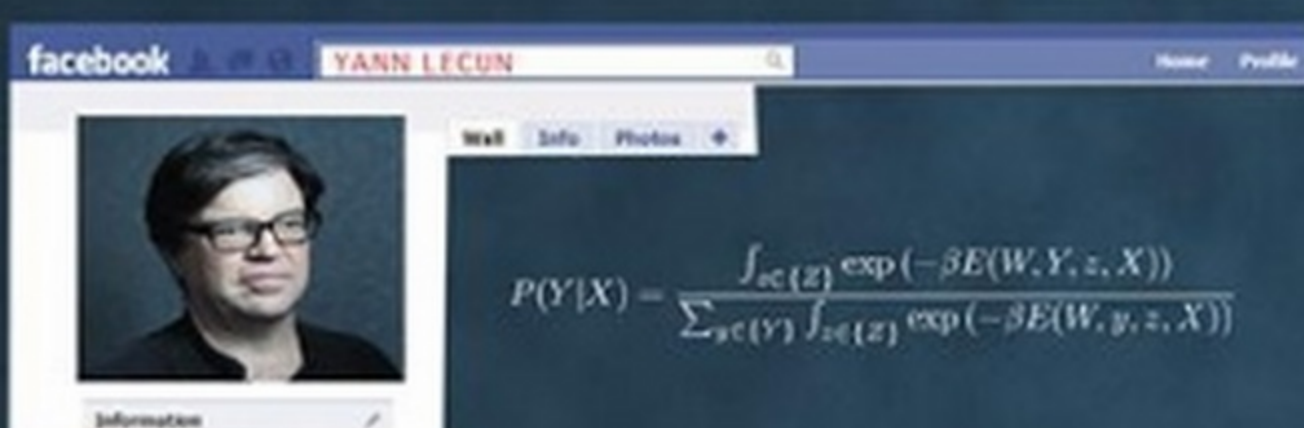 facebook YANN LECUN Home Profile
Wall Info Photos +
P(Y|X) = ∫_{z∈{Z}} exp(−βE(W, Y, z, X)) / ∑_{y∈{Y}} ∫_{z∈{Z}} exp(−βE(W, y, z, X))
Information